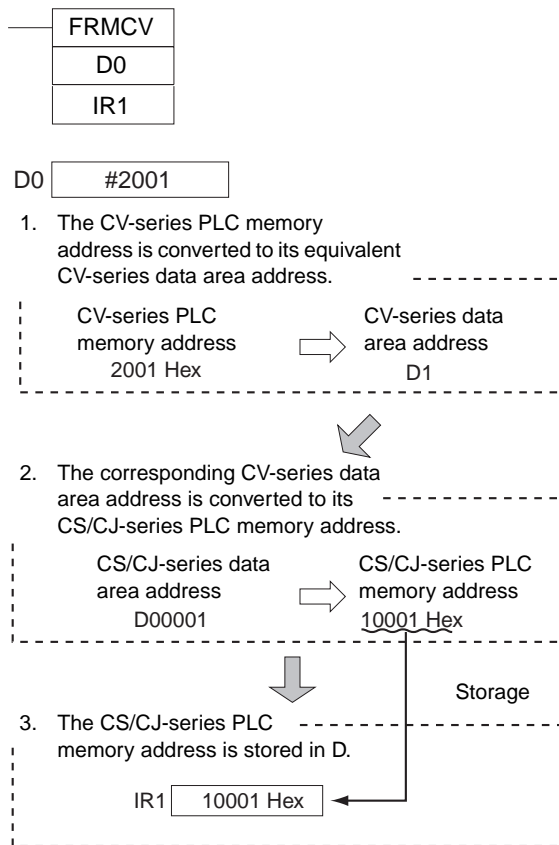 FRMCV
D0
IR1
D0 #2001
1. The CV-series PLC memory
address is converted to its equivalent
CV-series data area address.
CV-series PLC
memory address
2001 Hex
CV-series data
area address
D1
2. The corresponding CV-series data
area address is converted to its
CS/CJ-series PLC memory address.
CS/CJ-series data
area address
D00001
CS/CJ-series PLC
memory address
10001 Hex
Storage
3. The CS/CJ-series PLC
memory address is stored in D.
IR1 10001 Hex